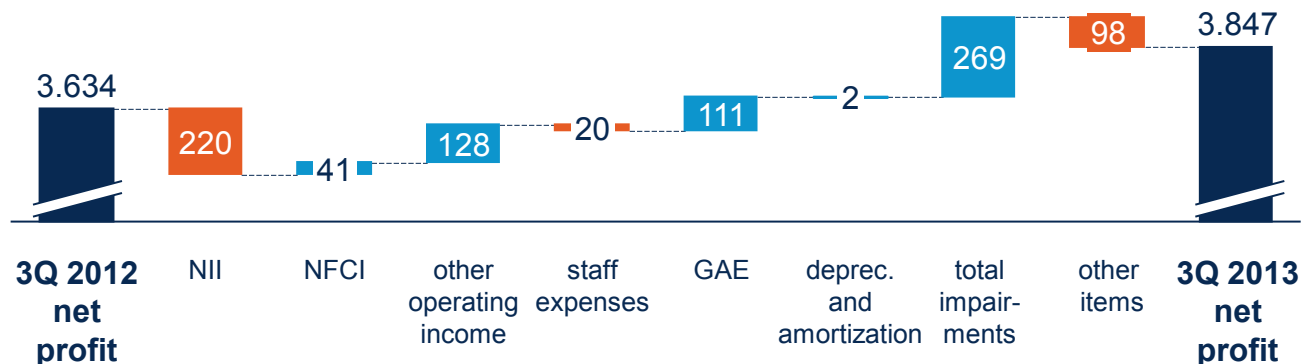 3.634
220
41
128
20
111
2
269
98
3.847
3Q 2012
net
profit
NII
NFCI
other
operating
income
staff
expenses
GAE
deprec.
and
amortization
total
impair-
ments
other
items
3Q 2013
net
profit